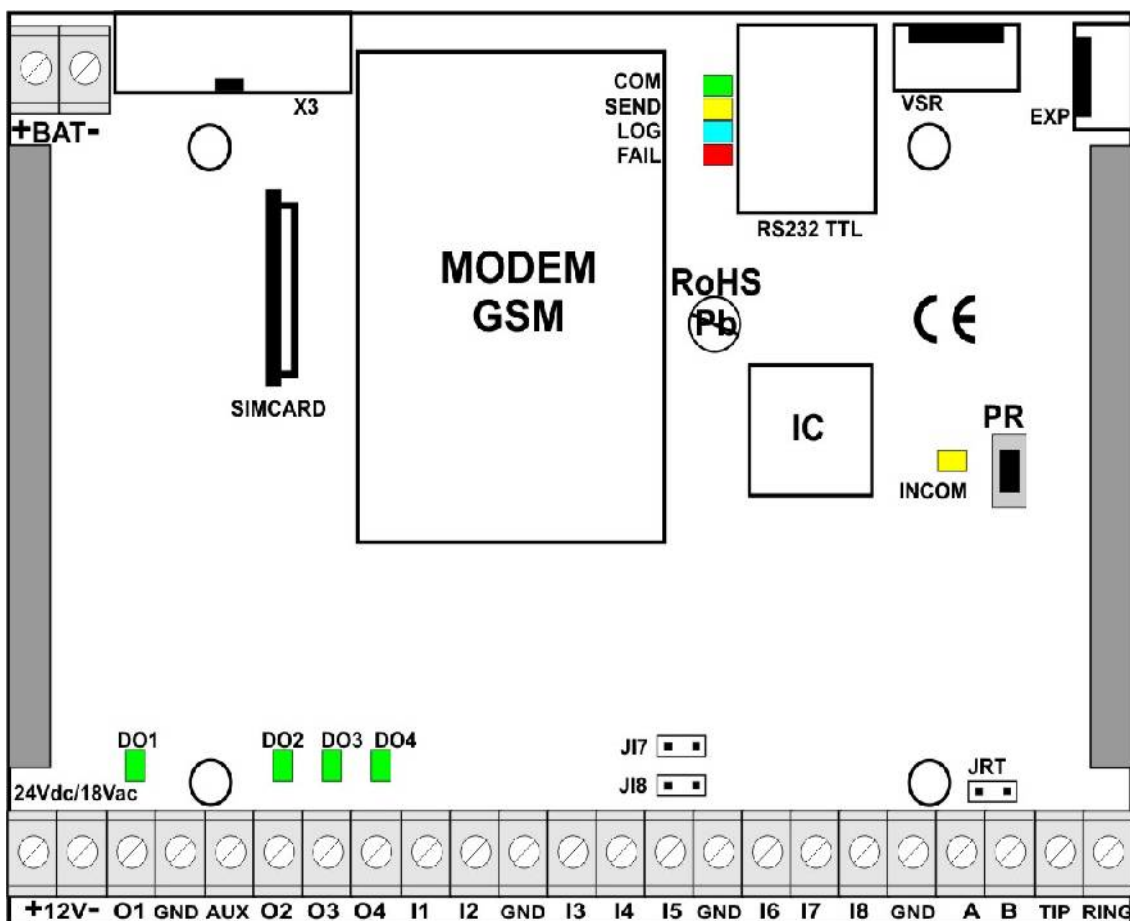 X3
COM
SEND
LOG
FAIL
VSR
EXP
+BAT-
RS232 TTL
MODEM
GSM
RoHS
Pb
CE
SIMCARD
IC
PR
INCOM
DO1 DO2 DO3 DO4
JI7
JI8
JRT
24Vdc/18Vac
+12V- O1 GND AUX O2 O3 O4 I1 I2 GND I3 I4 I5 GND I6 I7 I8 GND A B TIP RING